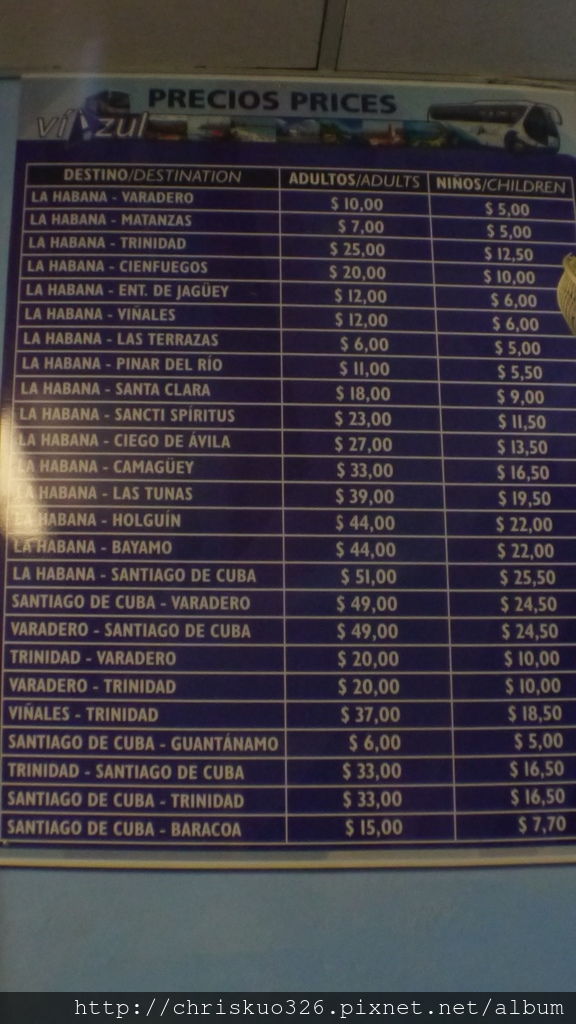 PRECIOS PRICES
víAzul
DESTINO/DESTINATION ADULTOS/ADULTS NIÑOS/CHILDREN
LA HABANA - VARADERO $ 10,00 $ 5,00
LA HABANA - MATANZAS $ 7,00 $ 5,00
LA HABANA - TRINIDAD $ 25,00 $ 12,50
LA HABANA - CIENFUEGOS $ 20,00 $ 10,00
LA HABANA - ENT. DE JAGÜEY $ 12,00 $ 6,00
LA HABANA - VIÑALES $ 12,00 $ 6,00
LA HABANA - LAS TERRAZAS $ 6,00 $ 5,00
LA HABANA - PINAR DEL RÍO $ 11,00 $ 5,50
LA HABANA - SANTA CLARA $ 18,00 $ 9,00
LA HABANA - SANCTI SPÍRITUS $ 23,00 $ 11,50
LA HABANA - CIEGO DE ÁVILA $ 27,00 $ 13,50
LA HABANA - CAMAGÜEY $ 33,00 $ 16,50
LA HABANA - LAS TUNAS $ 39,00 $ 19,50
LA HABANA - HOLGUÍN $ 44,00 $ 22,00
LA HABANA - BAYAMO $ 44,00 $ 22,00
LA HABANA - SANTIAGO DE CUBA $ 51,00 $ 25,50
SANTIAGO DE CUBA - VARADERO $ 49,00 $ 24,50
VARADERO - SANTIAGO DE CUBA $ 49,00 $ 24,50
TRINIDAD - VARADERO $ 20,00 $ 10,00
VARADERO - TRINIDAD $ 20,00 $ 10,00
VIÑALES - TRINIDAD $ 37,00 $ 18,50
SANTIAGO DE CUBA - GUANTÁNAMO $ 6,00 $ 5,00
TRINIDAD - SANTIAGO DE CUBA $ 33,00 $ 16,50
SANTIAGO DE CUBA - TRINIDAD $ 33,00 $ 16,50
SANTIAGO DE CUBA - BARACOA $ 15,00 $ 7,70
http://chriskuo326.pixnet.net/album